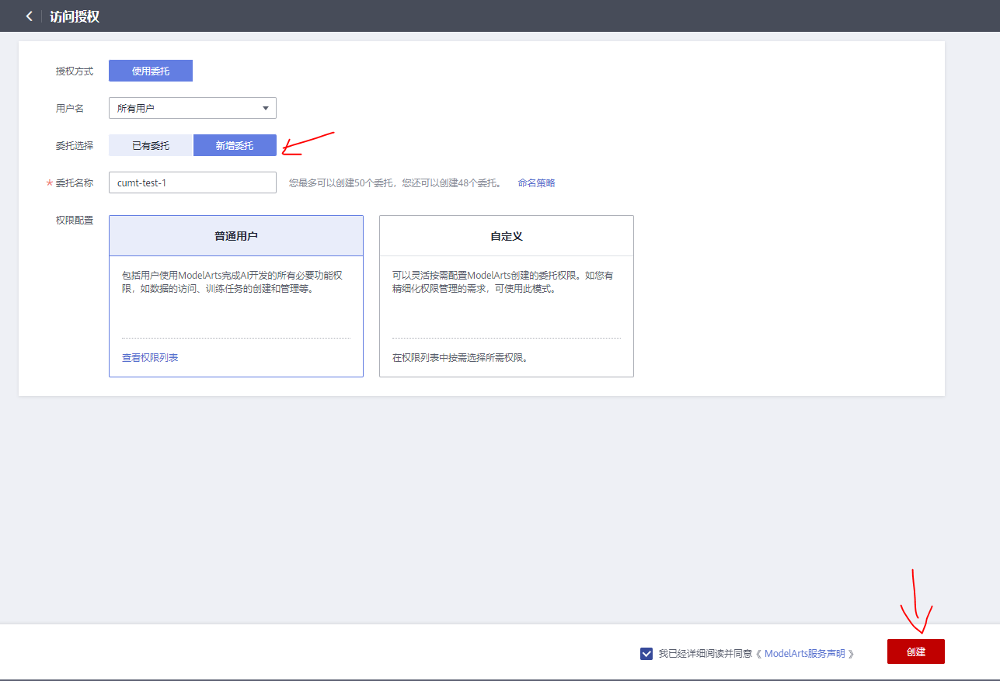 访问授权
授权方式 使用委托
用户名 所有用户
委托选择 已有委托 新增委托
* 委托名称 cumt-test-1 您最多可以创建50个委托，您还可以创建48个委托。 命名策略
权限配置
普通用户
包括用户使用ModelArts完成AI开发的所有必要功能权
限，如数据的访问、训练任务的创建和管理等。
查看权限列表
自定义
可以灵活按需配置ModelArts创建的委托权限。如您有
精细化权限管理的需求，可使用此模式。
在权限列表中按需选择所需权限。
我已经详细阅读并同意《 ModelArts服务声明 》 创建